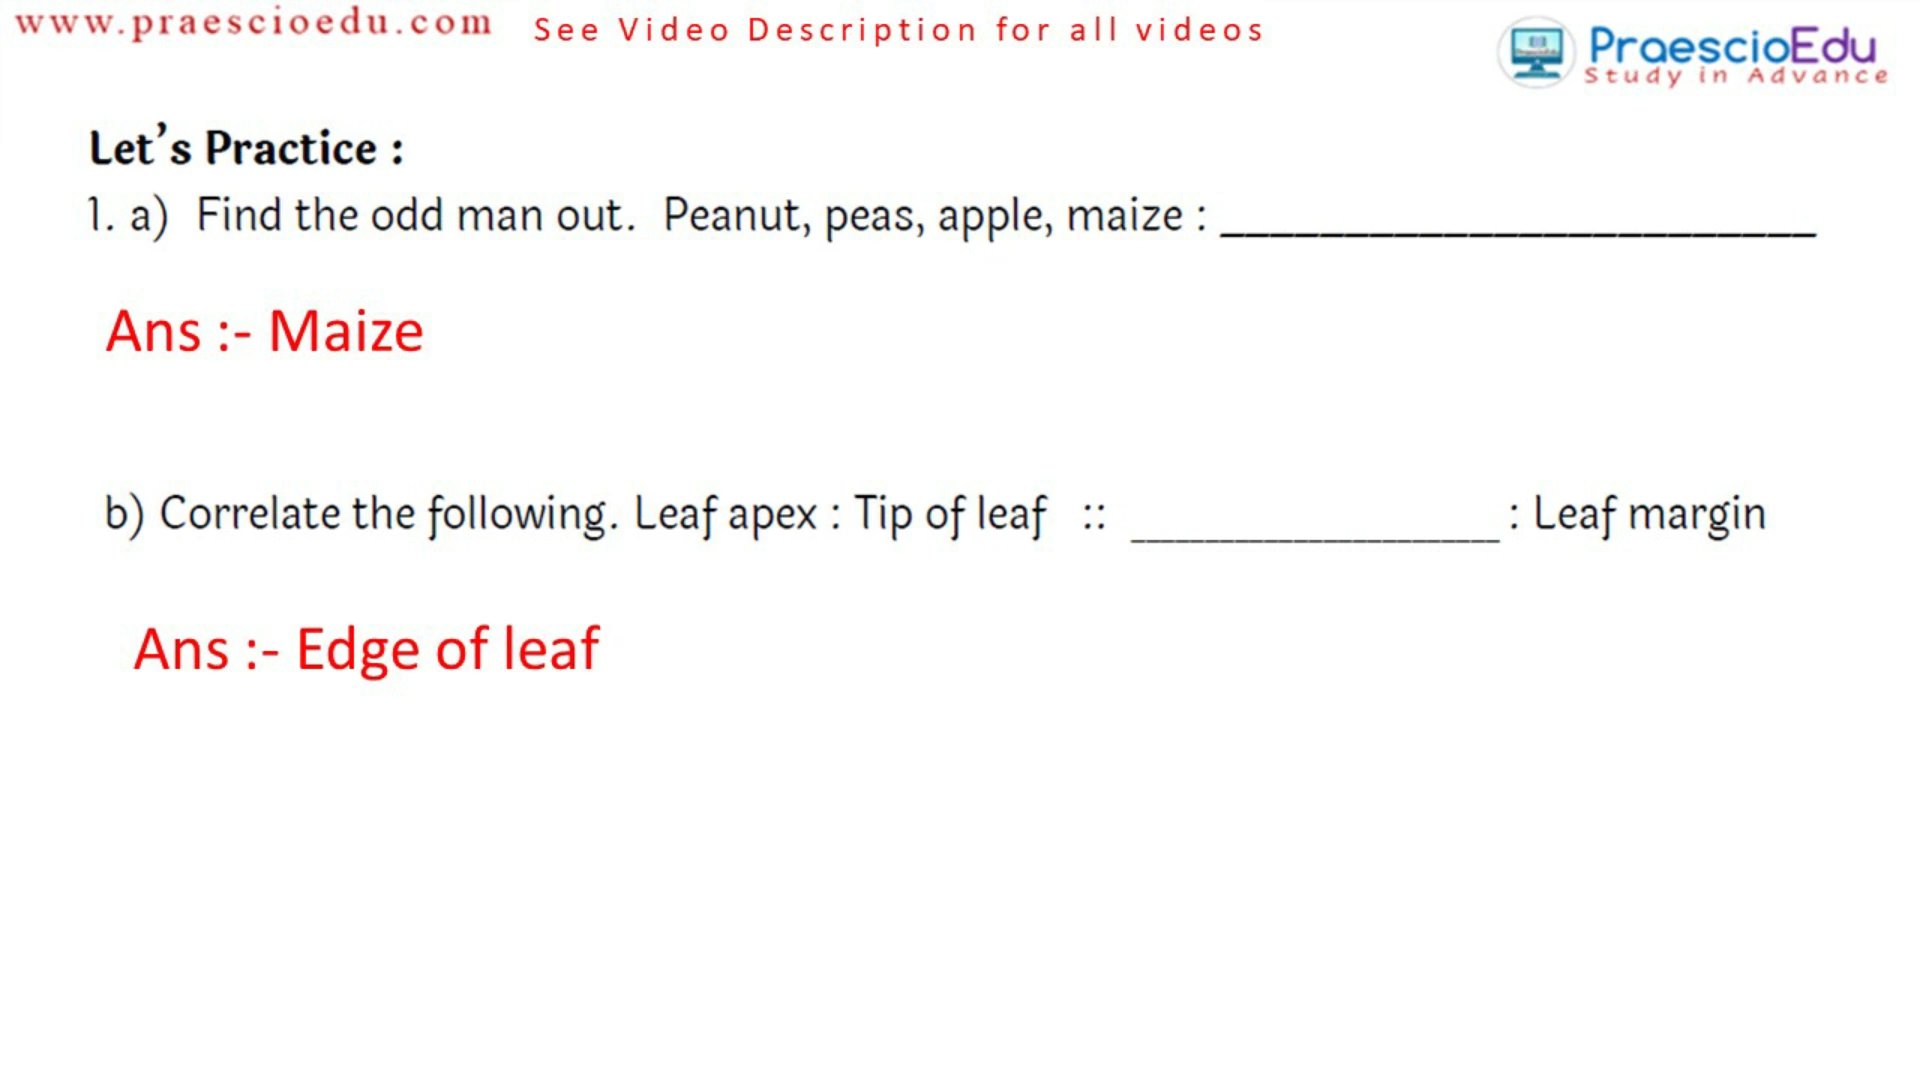 www.praescioedu.com See Video Description for all videos
PraescioEdu
Study in Advance
Let's Practice :
1. a) Find the odd man out. Peanut, peas, apple, maize : ________________________
Ans :- Maize
b) Correlate the following. Leaf apex : Tip of leaf :: ________________________ : Leaf margin
Ans :- Edge of leaf